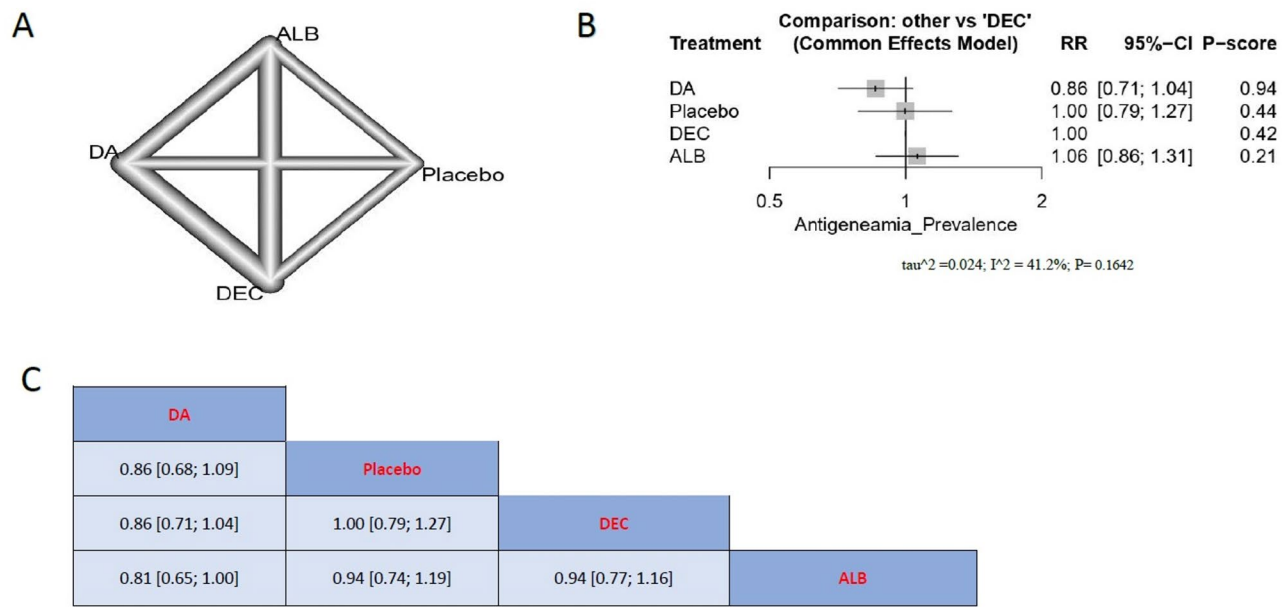 A
ALB
DA
Placebo
DEC
B
Comparison: other vs 'DEC'
Treatment (Common Effects Model) RR 95%−CI P−score
DA 0.86 [0.71; 1.04] 0.94
Placebo 1.00 [0.79; 1.27] 0.44
DEC 1.00 0.42
ALB 1.06 [0.86; 1.31] 0.21
0.5 1 2
Antigeneamia_Prevalence
tau^2 =0.024; I^2 = 41.2%; P= 0.1642
C
DA
0.86 [0.68; 1.09] Placebo
0.86 [0.71; 1.04] 1.00 [0.79; 1.27] DEC
0.81 [0.65; 1.00] 0.94 [0.74; 1.19] 0.94 [0.77; 1.16] ALB